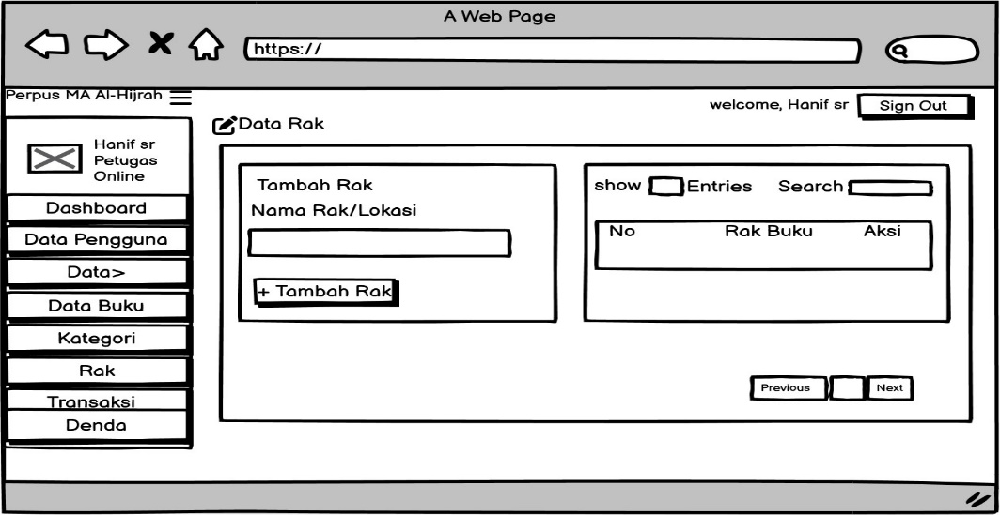 A Web Page
https://
Perpus MA Al-Hijrah
welcome, Hanif sr
Sign Out
Hanif sr
Petugas
Online
Dashboard
Data Pengguna
Data>
Data Buku
Kategori
Rak
Transaksi
Denda
Data Rak
Tambah Rak
Nama Rak/Lokasi
+ Tambah Rak
show Entries Search
No Rak Buku Aksi
Previous Next